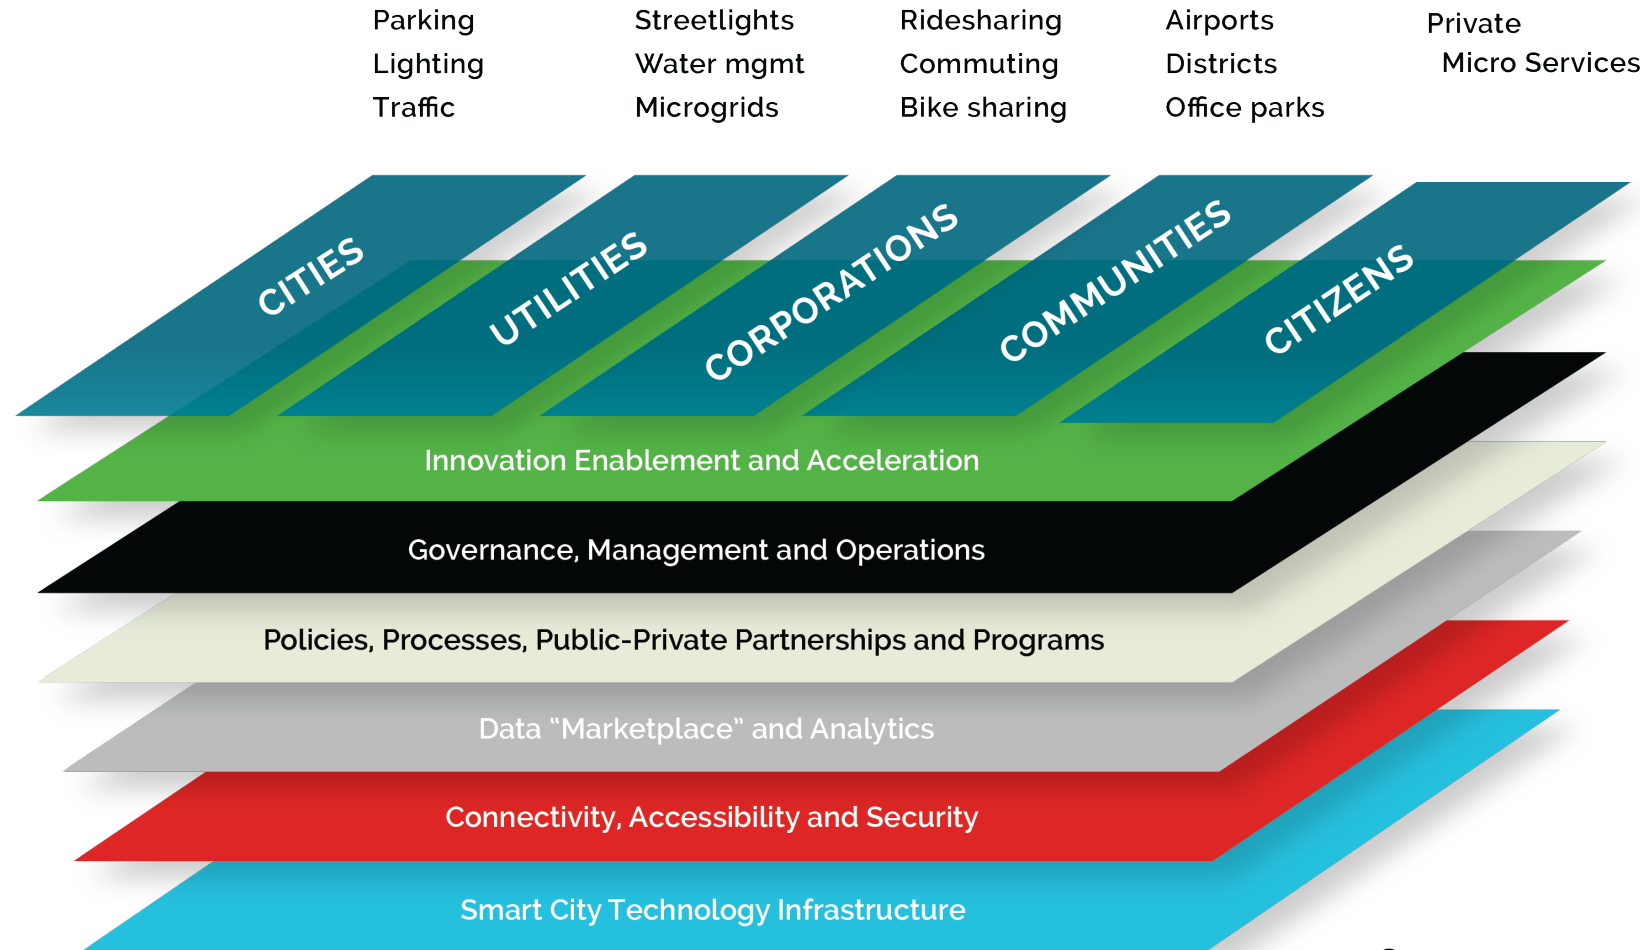 Parking
Lighting
Traffic
Streetlights
Water mgmt
Microgrids
Ridesharing
Commuting
Bike sharing
Airports
Districts
Office parks
Private
Micro Services
CITIES
UTILITIES
CORPORATIONS
COMMUNITIES
CITIZENS
Innovation Enablement and Acceleration
Governance, Management and Operations
Policies, Processes, Public-Private Partnerships and Programs
Data “Marketplace” and Analytics
Connectivity, Accessibility and Security
Smart City Technology Infrastructure